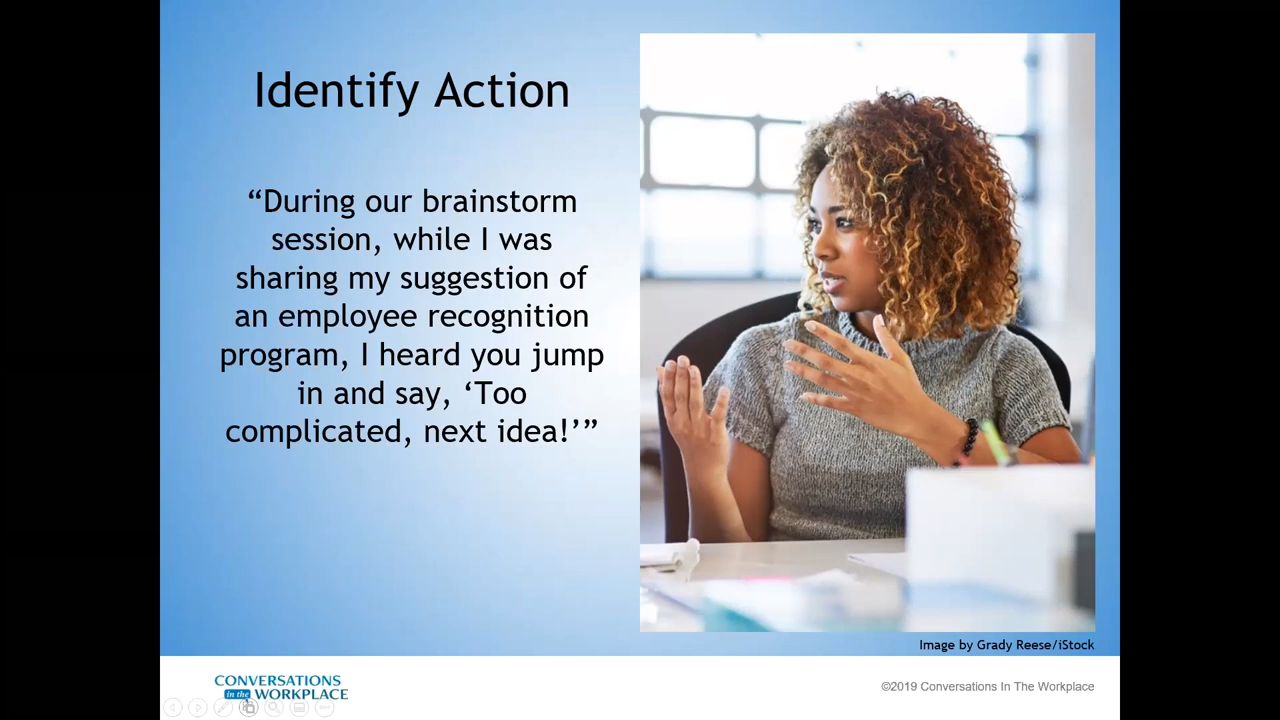 Identify Action
“During our brainstorm
session, while I was
sharing my suggestion of
an employee recognition
program, I heard you jump
in and say, ‘Too
complicated, next idea!’”
Image by Grady Reese/iStock
CONVERSATIONS
in the WORKPLACE
©2019 Conversations In The Workplace